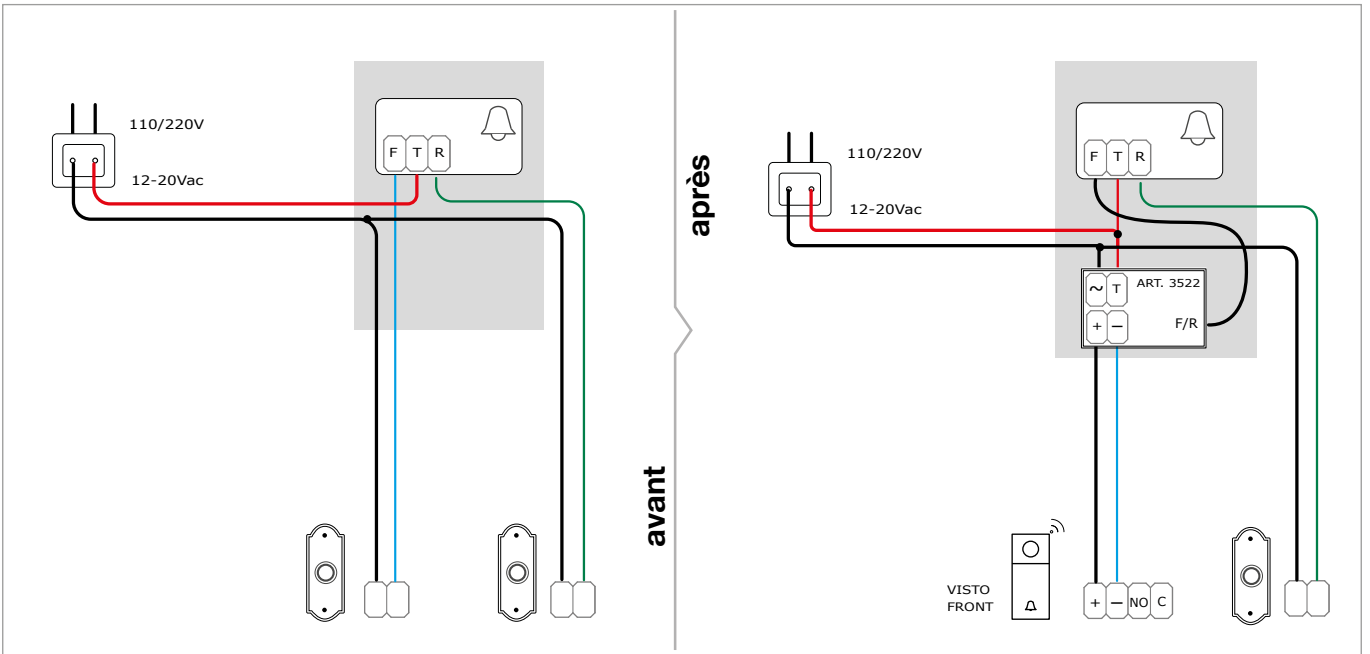 110/220V
12-20Vac
F T R
avant
après
110/220V
12-20Vac
F T R
~ T ART. 3522
+ − F/R
VISTO
FRONT
+ − NO C